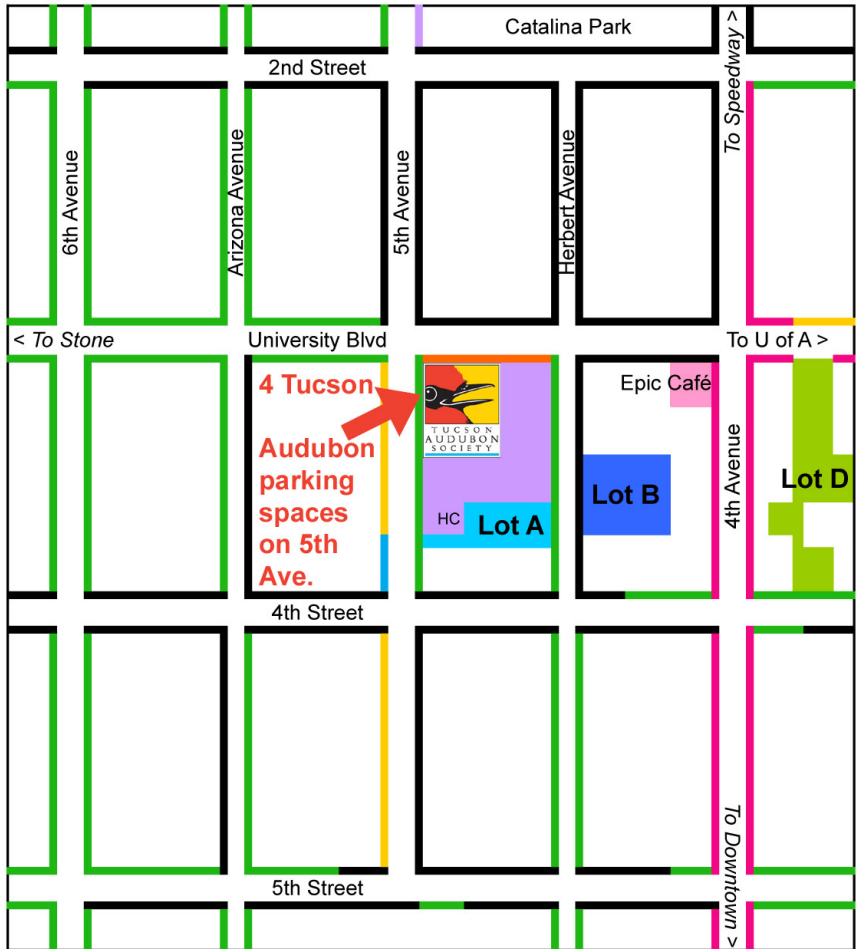 Catalina Park
To Speedway >
2nd Street
6th Avenue
Arizona Avenue
5th Avenue
Herbert Avenue
< To Stone
University Blvd
To U of A >
4 Tucson
Audubon
parking
spaces
on 5th
Ave.
TUCSON
AUDUBON
SOCIETY
HC
Lot A
Epic Café
Lot B
4th Avenue
Lot D
4th Street
To Downtown >
5th Street